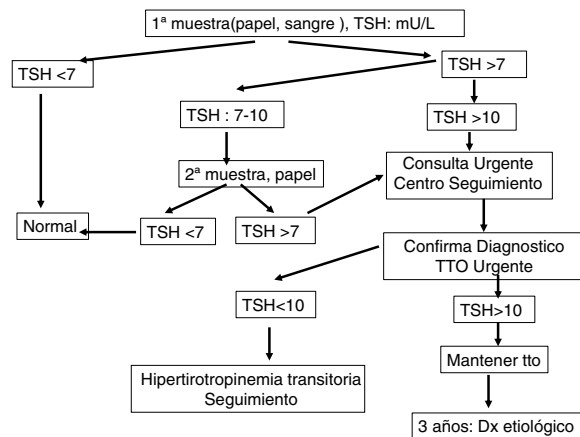 1ª muestra(papel, sangre ), TSH: mU/L
TSH <7
TSH >7
TSH : 7-10
TSH >10
2ª muestra, papel
Consulta Urgente
Centro Seguimiento
Normal
TSH <7
TSH >7
Confirma Diagnostico
TTO Urgente
TSH<10
TSH>10
Hipertirotropinemia transitoria
Seguimiento
Mantener tto
3 años: Dx etiológico